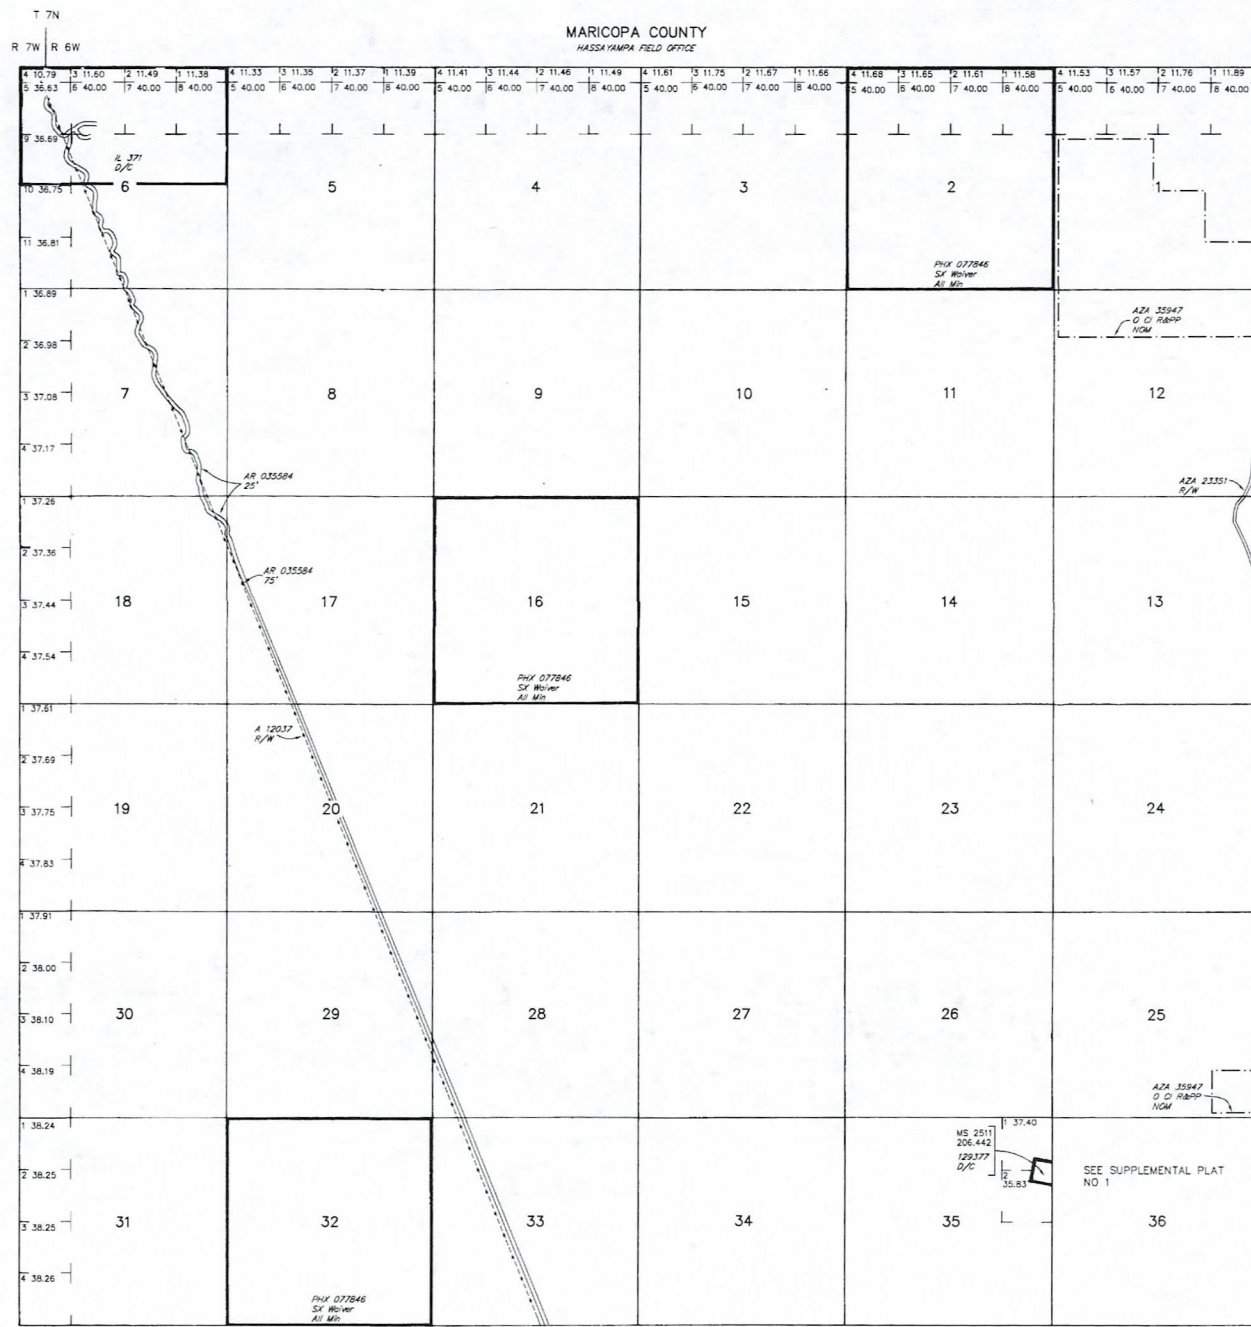 T 7N
MARICOPA COUNTY
HASSAYAMPA FIELD OFFICE
R 7W R 6W
4 10.79 3 11.60 2 11.49 1 11.38 4 11.33 3 11.35 2 11.37 1 11.39 4 11.41 3 11.44 2 11.46 1 11.49 4 11.61 3 11.75 2 11.67 1 11.66 4 11.68 3 11.65 2 11.61 1 11.58 4 11.53 3 11.57 2 11.76 1 11.89
5 36.63 6 40.00 7 40.00 8 40.00 5 40.00 6 40.00 7 40.00 8 40.00 5 40.00 6 40.00 7 40.00 8 40.00 5 40.00 6 40.00 7 40.00 8 40.00 5 40.00 6 40.00 7 40.00 8 40.00 5 40.00 6 40.00 7 40.00 8 40.00
9 36.69
IL 371
D/C
10 36.75
6 5 4 3 2 1
11 36.81
PHX 077846
SX Waiver
All Min
1 36.89
AZA 35947
O Cl R&PP
NOM
2 36.98
3 37.08
7 8 9 10 11 12
4 37.17
AR 035584
25'
AZA 23351
R/W
1 37.26
2 37.36
AR 035584
75'
3 37.44
18 17 16 15 14 13
4 37.54
PHX 077846
SX Waiver
All Min
1 37.61
A 12037
R/W
2 37.69
3 37.75
19 20 21 22 23 24
4 37.83
1 37.91
2 38.00
3 38.10
30 29 28 27 26 25
4 38.19
AZA 35947
O Cl R&PP
NOM
1 38.24
1 37.40
MS 2511
206.442
129377
D/C
2 38.25
2
35.83
SEE SUPPLEMENTAL PLAT
NO 1
3 38.25
31 32 33 34 35 36
4 38.26
PHX 077846
SX Waiver
All Min